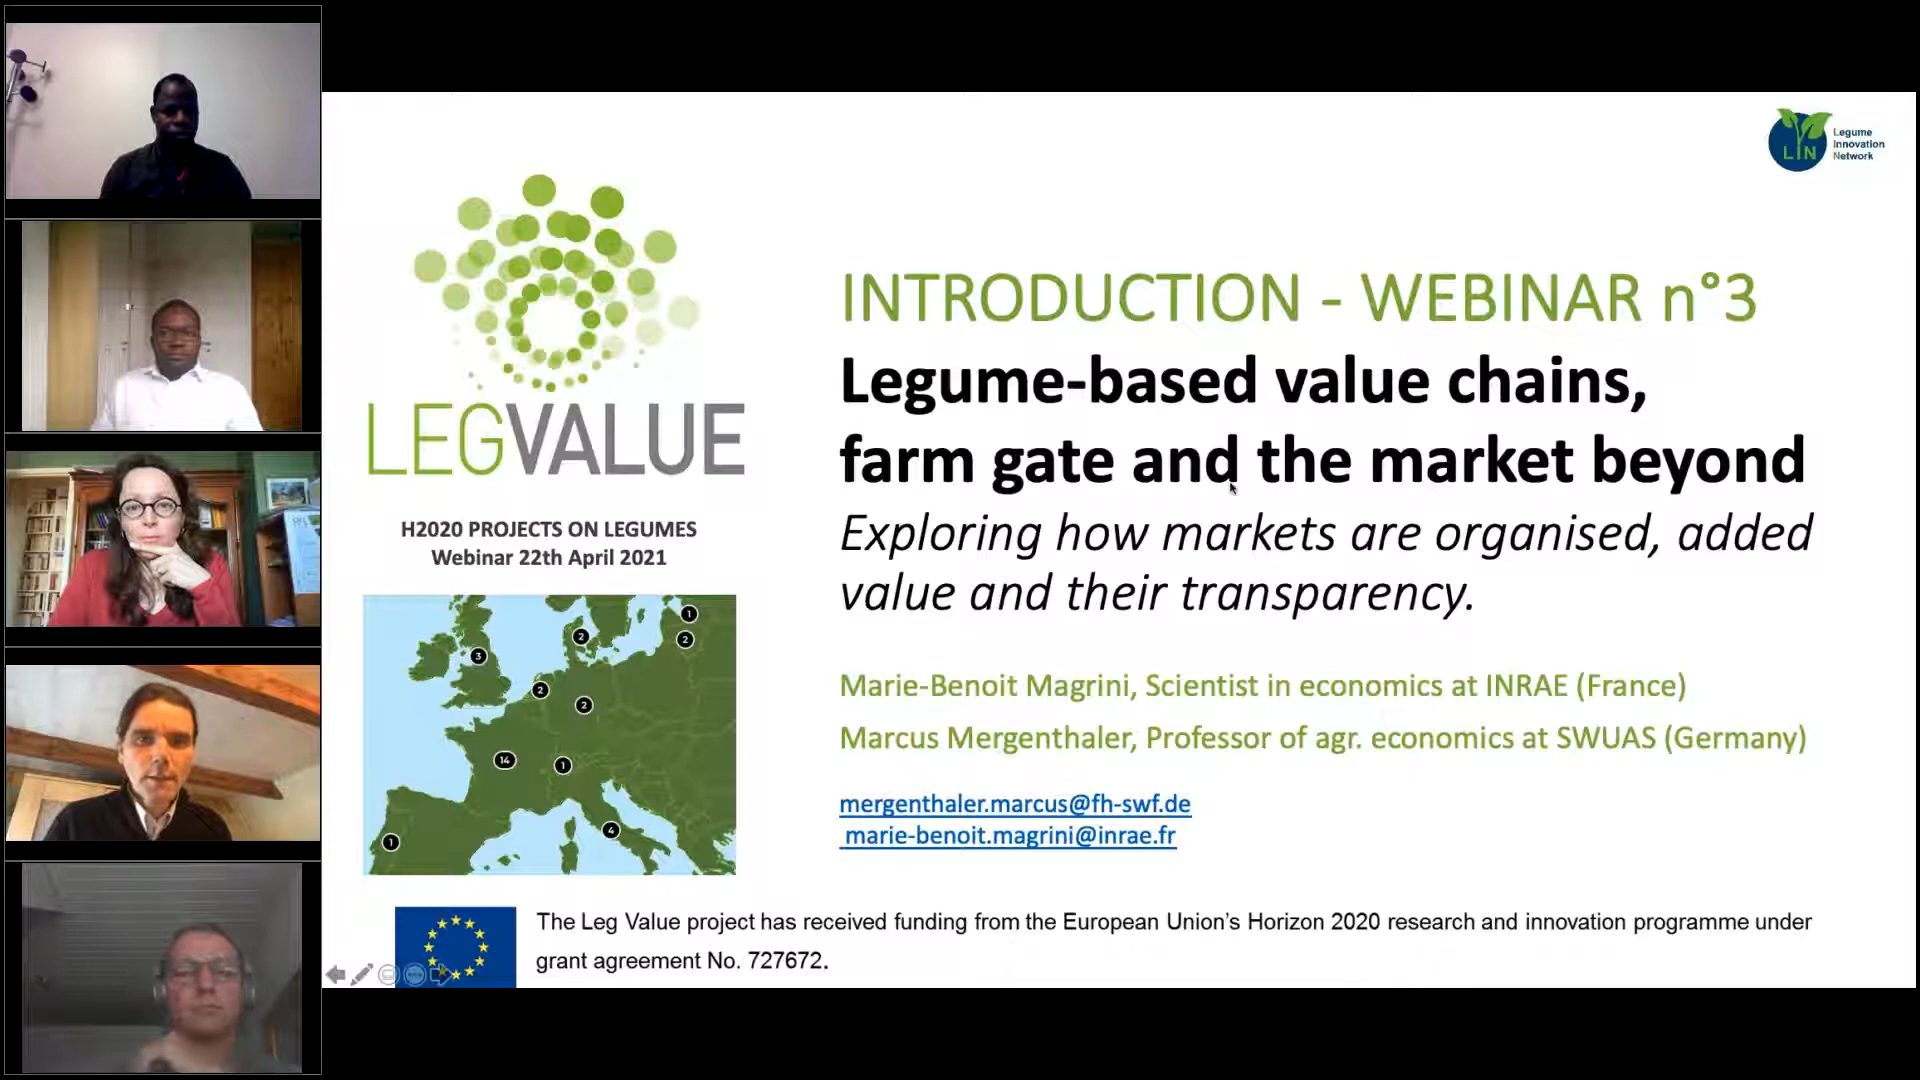 LIN
Legume
Innovation
Network
LEGVALUE
H2020 PROJECTS ON LEGUMES
Webinar 22th April 2021
1
2
2
3
2
2
14
1
4
1
INTRODUCTION - WEBINAR n°3
Legume-based value chains,
farm gate and the market beyond
Exploring how markets are organised, added
value and their transparency.
Marie-Benoit Magrini, Scientist in economics at INRAE (France)
Marcus Mergenthaler, Professor of agr. economics at SWUAS (Germany)
mergenthaler.marcus@fh-swf.de
marie-benoit.magrini@inrae.fr
The Leg Value project has received funding from the European Union’s Horizon 2020 research and innovation programme under
grant agreement No. 727672.